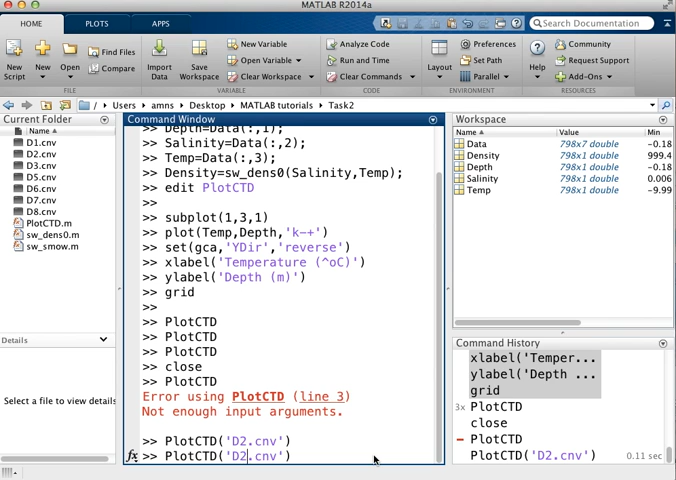 MATLAB R2014a
HOME PLOTS APPS
Search Documentation
New Script
New
Open
Find Files
Compare
FILE
Import Data
Save Workspace
New Variable
Open Variable
Clear Workspace
VARIABLE
Analyze Code
Run and Time
Clear Commands
CODE
Layout
Preferences
Set Path
Parallel
ENVIRONMENT
Help
Community
Request Support
Add-Ons
RESOURCES
/ Users amns Desktop MATLAB tutorials Task2
Current Folder
Name
D1.cnv
D2.cnv
D3.cnv
D5.cnv
D6.cnv
D7.cnv
D8.cnv
PlotCTD.m
sw_dens0.m
sw_smow.m
Details
Select a file to view details
Command Window
>> Depth=Data(:,1);
>> Salinity=Data(:,2);
>> Temp=Data(:,3);
>> Density=sw_dens0(Salinity,Temp);
>> edit PlotCTD
>>
>> subplot(1,3,1)
>> plot(Temp,Depth,'k-+')
>> set(gca,'YDir','reverse')
>> xlabel('Temperature (^oC)')
>> ylabel('Depth (m)')
>> grid
>>
>> PlotCTD
>> PlotCTD
>> PlotCTD
>> close
>> PlotCTD
Error using PlotCTD (line 3)
Not enough input arguments.
>> PlotCTD('D2.cnv')
fx >> PlotCTD('D2.cnv')
Workspace
Name Value Min
Data 798x7 double -0.18
Density 798x1 double 999.4
Depth 798x1 double -0.18
Salinity 798x1 double 0.006
Temp 798x1 double -9.99
Command History
xlabel('Temper...
ylabel('Depth ...
grid
3x PlotCTD
close
PlotCTD
PlotCTD('D2.cnv') 0.11 sec